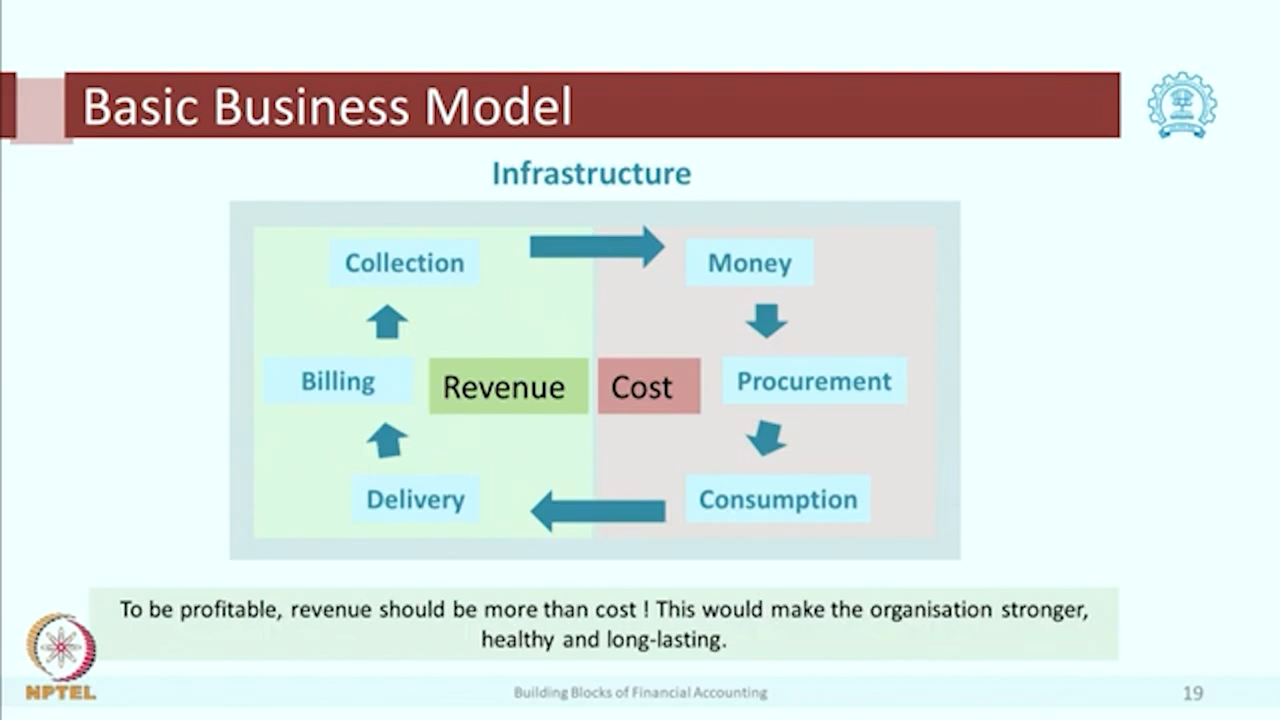 Basic Business Model
Infrastructure
Collection
Money
Billing
Revenue
Cost
Procurement
Delivery
Consumption
To be profitable, revenue should be more than cost ! This would make the organisation stronger,
healthy and long-lasting.
NPTEL
Building Blocks of Financial Accounting
19